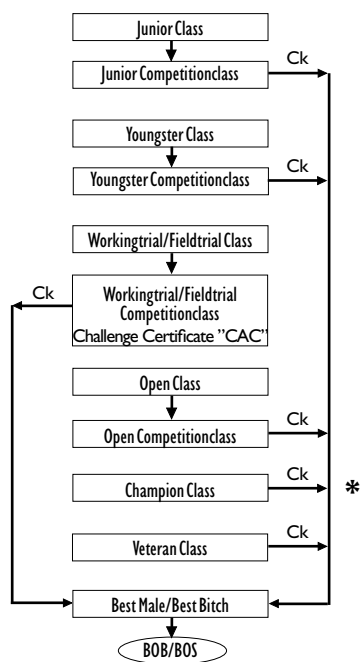 Junior Class
Ck
Junior Competitionclass
Youngster Class
Ck
Youngster Competitionclass
Workingtrial/Fieldtrial Class
Ck
Workingtrial/Fieldtrial
Competitionclass
Challenge Certificate "CAC"
Open Class
Ck
Open Competitionclass
Ck
Champion Class
*
Ck
Veteran Class
Best Male/Best Bitch
BOB/BOS